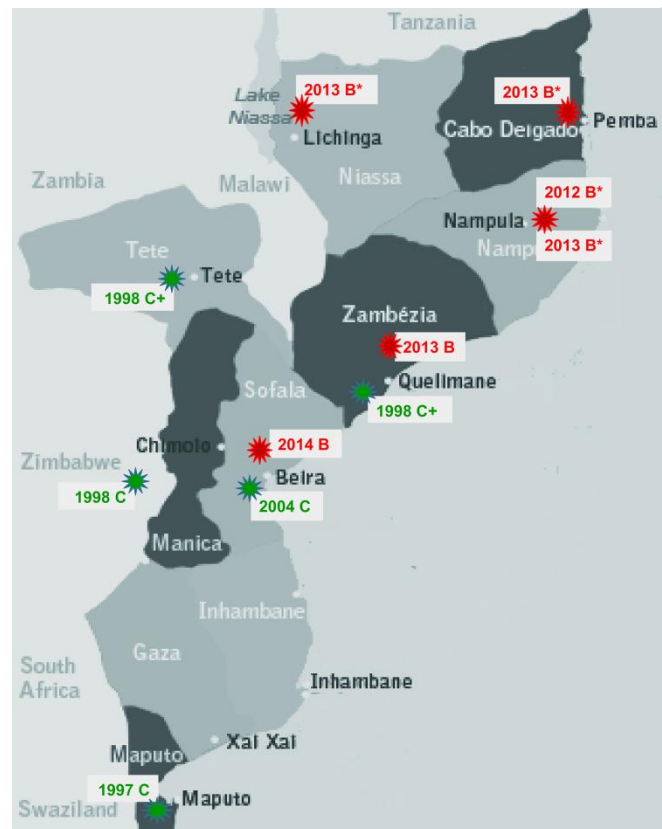 Tanzania
2013 B*
Lake
Niassa
Lichinga
Niassa
2013 B*
Cabo Delgado
Pemba
Zambia
Malawi
2012 B*
Nampula
Nampu
2013 B*
Tete
Tete
1998 C+
Zambézia
2013 B
Quelimane
1998 C+
Sofala
Chimoio
2014 B
Zimbabwe
1998 C
Beira
2004 C
Manica
Inhambane
Gaza
South
Africa
Inhambane
Xai Xai
Maputo
1997 C
Maputo
Swaziland